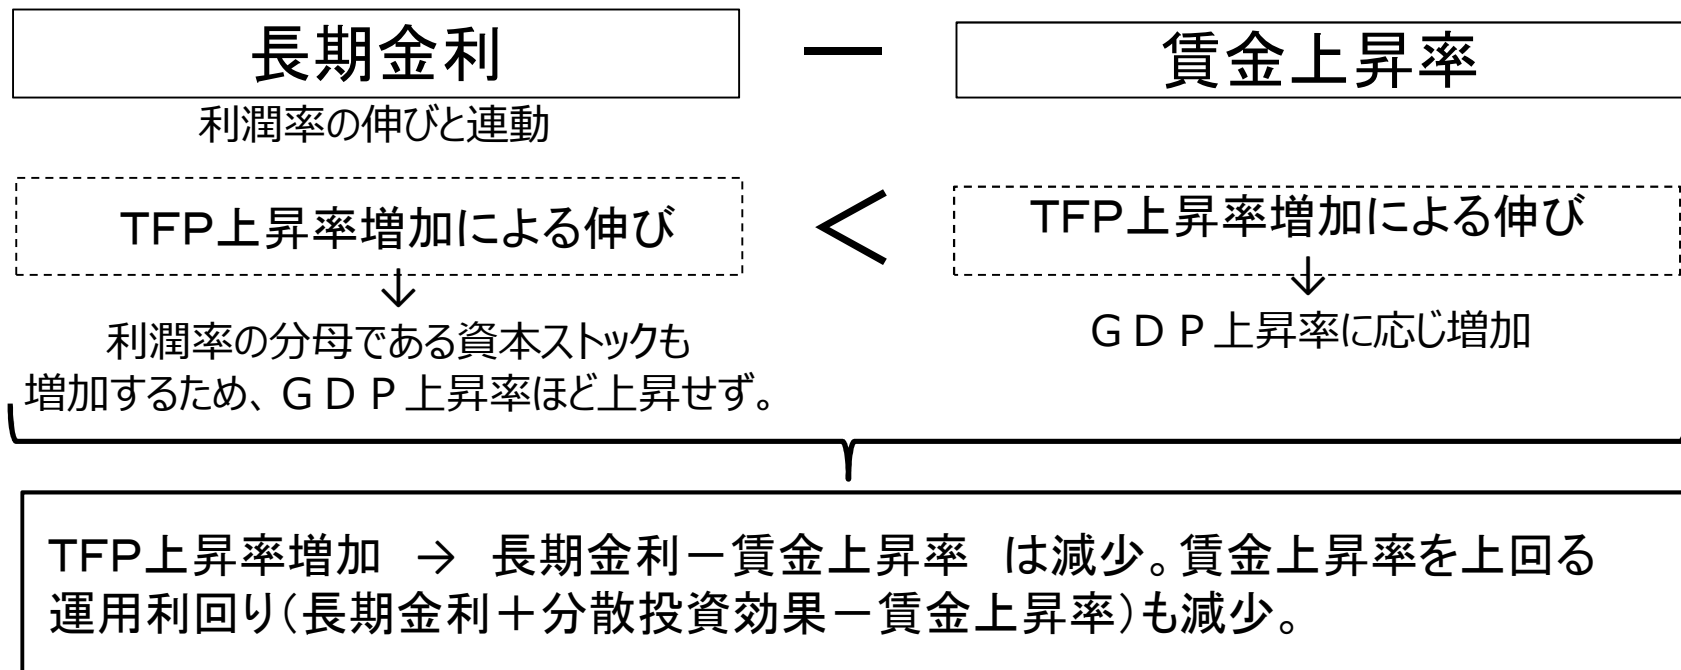 長期金利
―
賃金上昇率
利潤率の伸びと連動
TFP上昇率増加による伸び
<
TFP上昇率増加による伸び
↓
↓
利潤率の分母である資本ストックも
増加するため、ＧＤＰ上昇率ほど上昇せず。
ＧＤＰ上昇率に応じ増加
TFP上昇率増加　→　長期金利－賃金上昇率　は減少。賃金上昇率を上回る
運用利回り（長期金利＋分散投資効果－賃金上昇率）も減少。